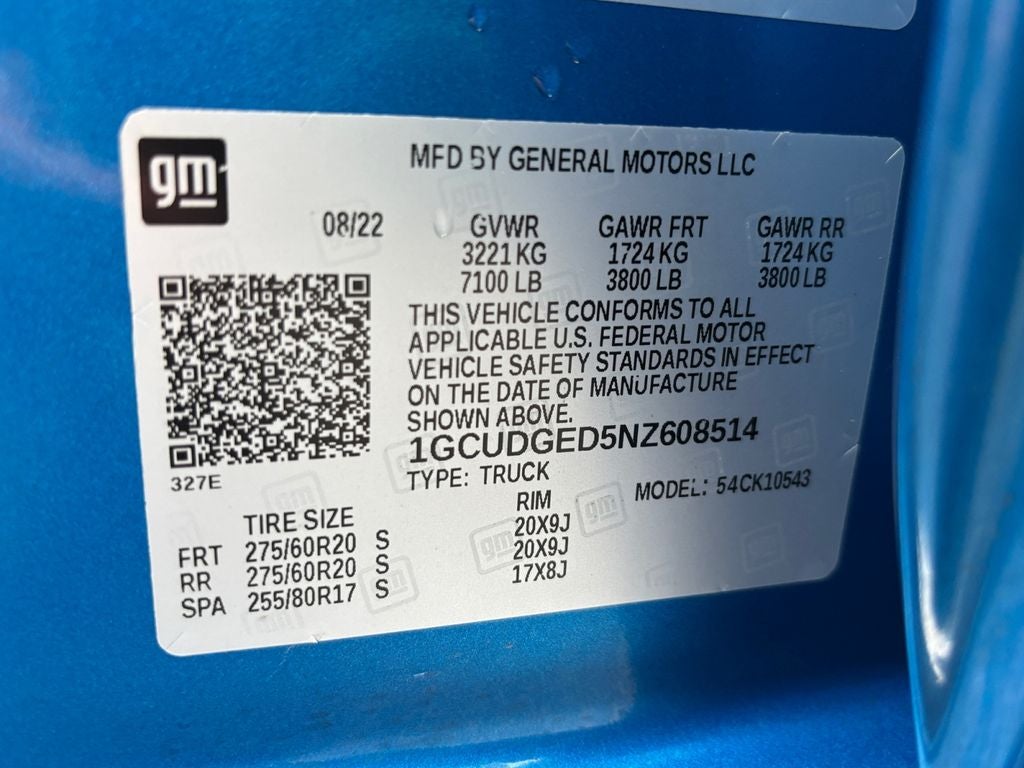 gm
MFD BY GENERAL MOTORS LLC
08/22 GVWR GAWR FRT GAWR RR
3221 KG 1724 KG 1724 KG
7100 LB 3800 LB 3800 LB
THIS VEHICLE CONFORMS TO ALL
APPLICABLE U.S. FEDERAL MOTOR
VEHICLE SAFETY STANDARDS IN EFFECT
ON THE DATE OF MANUFACTURE
SHOWN ABOVE.
1GCUDGED5NZ608514
327E
TYPE: TRUCK
MODEL: 54CK10543
TIRE SIZE RIM
FRT 275/60R20 S 20X9J
RR 275/60R20 S 20X9J
SPA 255/80R17 S 17X8J